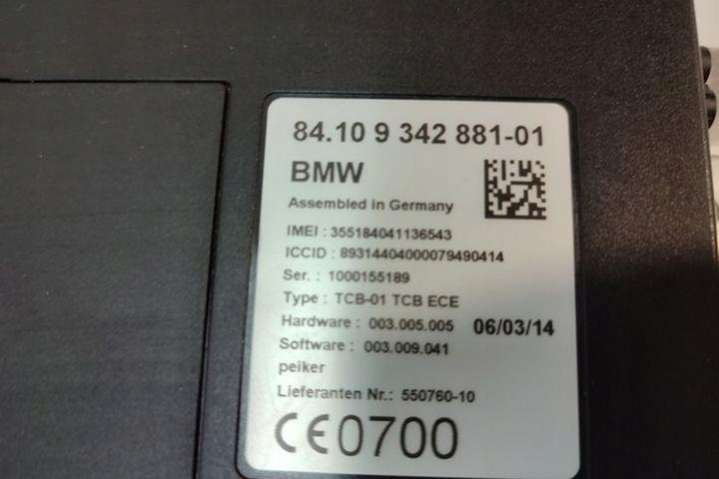 84.10 9 342 881-01
BMW
Assembled in Germany
IMEI : 355184041136543
ICCID : 89314404000079490414
Ser. : 1000155189
Type : TCB-01 TCB ECE
Hardware : 003.005.005 06/03/14
Software : 003.009.041
peiker
Lieferanten Nr.: 550760-10
CE0700